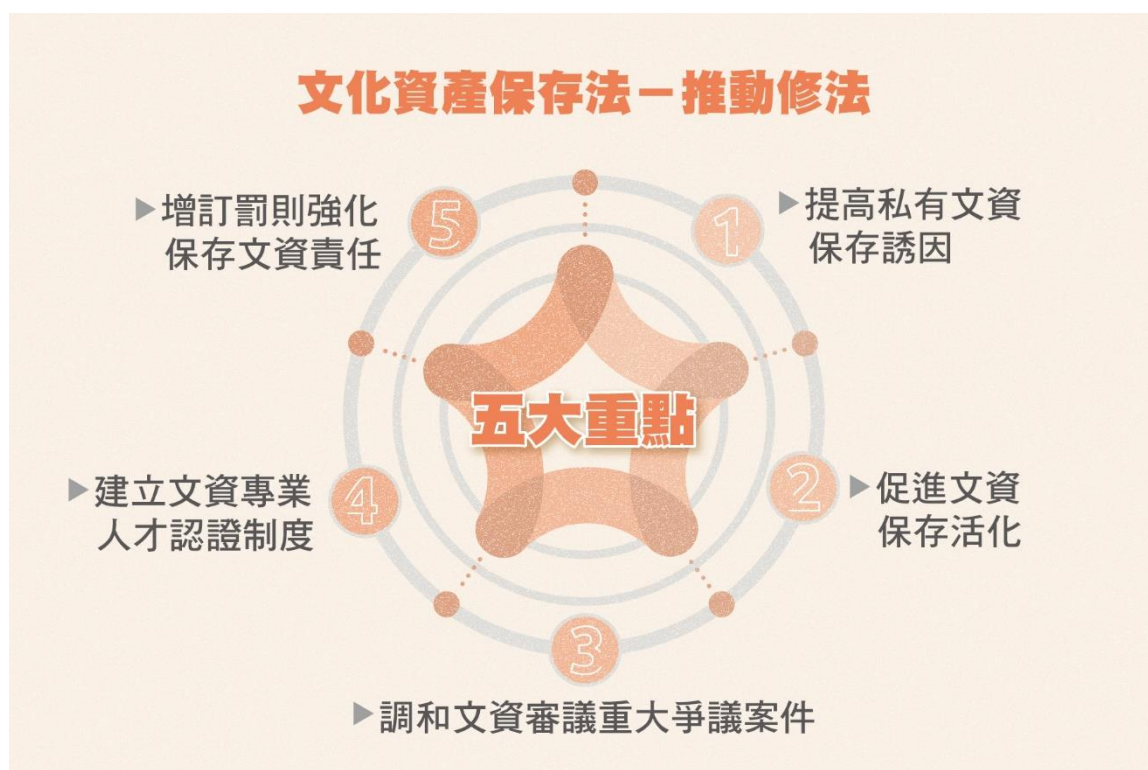 文化資產保存法－推動修法
五大重點
1
▶提高私有文資
保存誘因
2
▶促進文資
保存活化
3
▶調和文資審議重大爭議案件
4
▶建立文資專業
人才認證制度
5
▶增訂罰則強化
保存文資責任